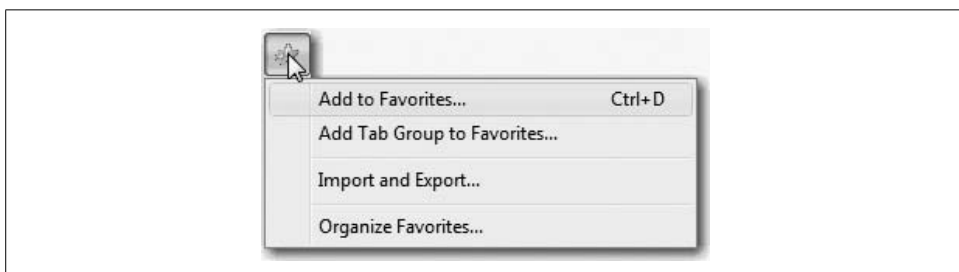 Add to Favorites... Ctrl+D
Add Tab Group to Favorites...
Import and Export...
Organize Favorites...